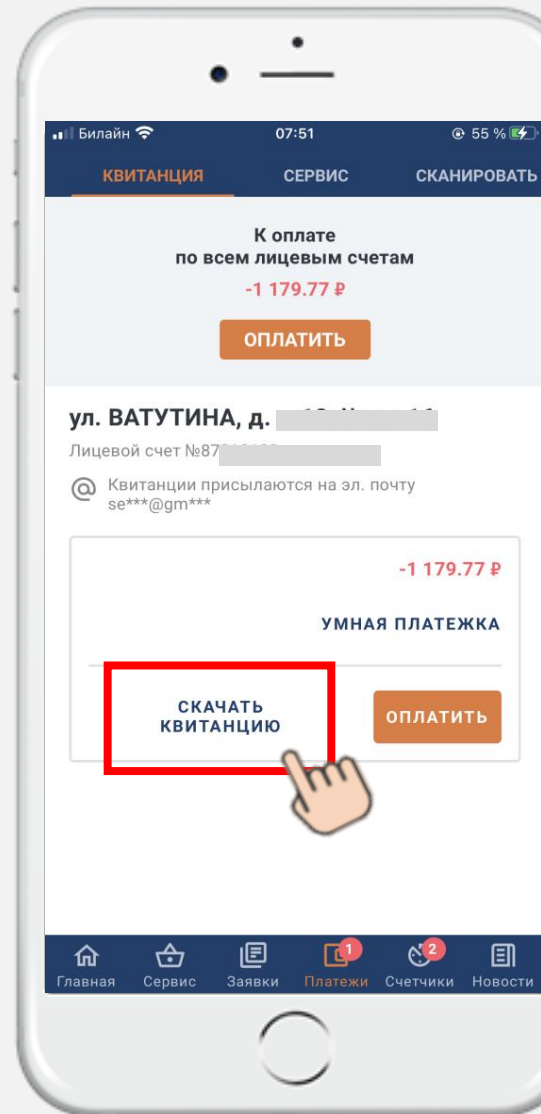 Билайн 07:51 55 %
КВИТАНЦИЯ СЕРВИС СКАНИРОВАТЬ
К оплате
по всем лицевым счетам
-1 179.77 ₽
ОПЛАТИТЬ
ул. ВАТУТИНА, д.
Лицевой счет №87
@ Квитанции присылаются на эл. почту
se***@gm***
-1 179.77 ₽
УМНАЯ ПЛАТЕЖКА
СКАЧАТЬ
КВИТАНЦИЮ
ОПЛАТИТЬ
1 2
Главная Сервис Заявки Платежи Счетчики Новости